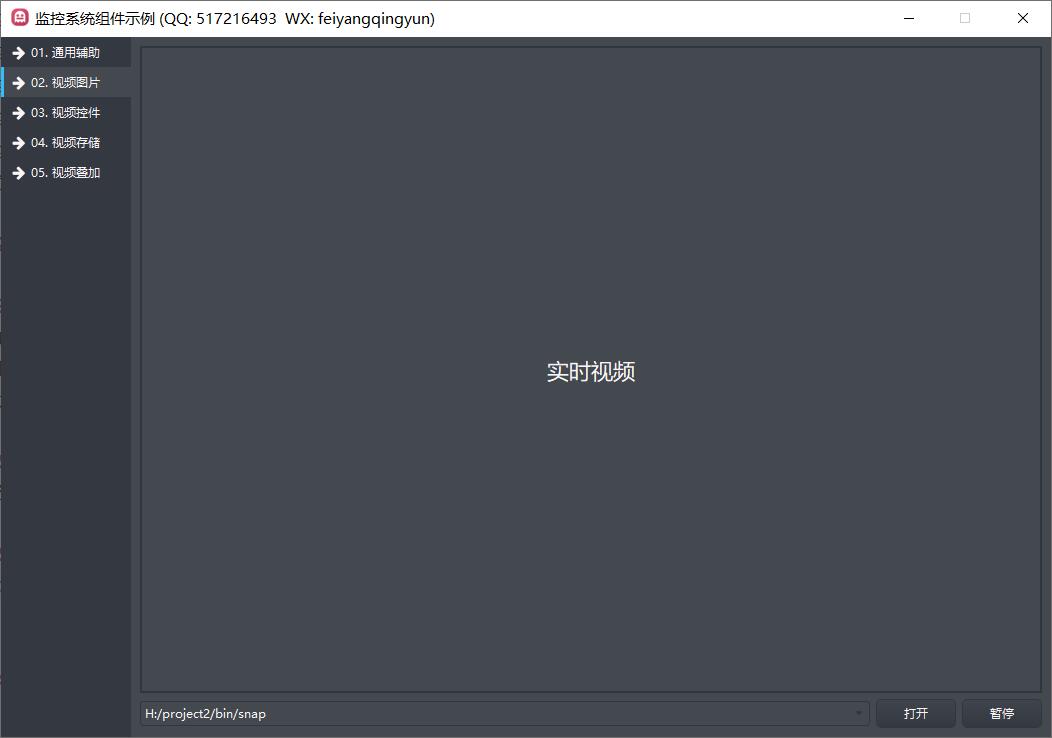 监控系统组件示例 (QQ: 517216493  WX: feiyangqingyun)
01. 通用辅助
02. 视频图片
03. 视频控件
04. 视频存储
05. 视频叠加
实时视频
H:/project2/bin/snap
打开
暂停